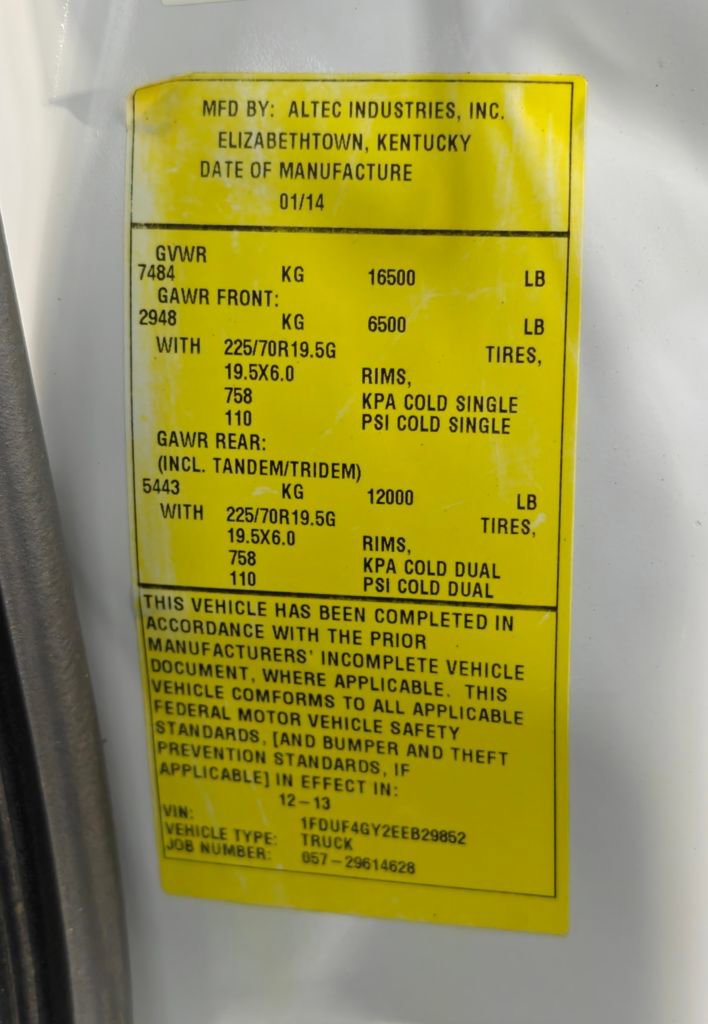 MFD BY: ALTEC INDUSTRIES, INC.
ELIZABETHTOWN, KENTUCKY
DATE OF MANUFACTURE
01/14
GVWR
7484 KG 16500 LB
GAWR FRONT:
2948 KG 6500 LB
WITH 225/70R19.5G TIRES,
19.5X6.0 RIMS,
758 KPA COLD SINGLE
110 PSI COLD SINGLE
GAWR REAR:
(INCL. TANDEM/TRIDEM)
5443 KG 12000 LB
WITH 225/70R19.5G TIRES,
19.5X6.0 RIMS,
758 KPA COLD DUAL
110 PSI COLD DUAL
THIS VEHICLE HAS BEEN COMPLETED IN
ACCORDANCE WITH THE PRIOR
MANUFACTURERS' INCOMPLETE VEHICLE
DOCUMENT, WHERE APPLICABLE. THIS
VEHICLE COMFORMS TO ALL APPLICABLE
FEDERAL MOTOR VEHICLE SAFETY
STANDARDS, [AND BUMPER AND THEFT
PREVENTION STANDARDS, IF
APPLICABLE] IN EFFECT IN:
12-13
VIN: 1FDUF4GY2EEB29852
VEHICLE TYPE: TRUCK
JOB NUMBER: 057-29614628